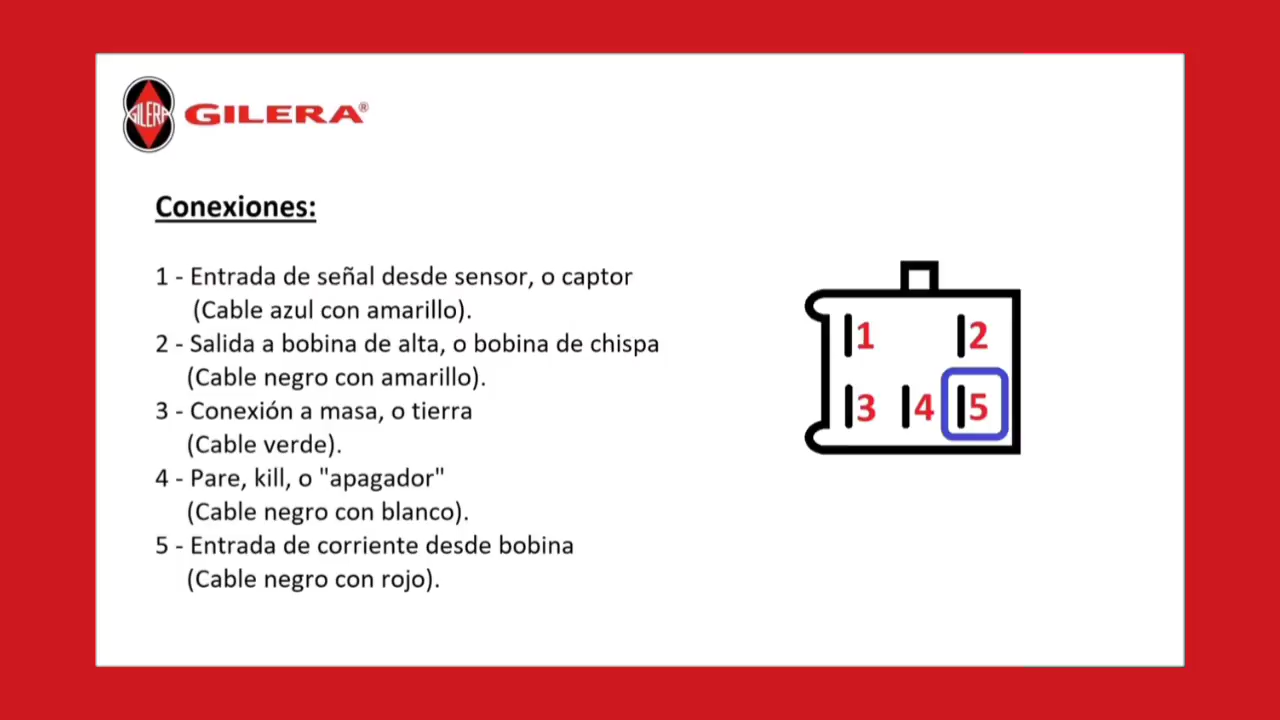 GILERA GILERA®
Conexiones:
1 - Entrada de señal desde sensor, o captor
(Cable azul con amarillo).
2 - Salida a bobina de alta, o bobina de chispa
(Cable negro con amarillo).
3 - Conexión a masa, o tierra
(Cable verde).
4 - Pare, kill, o "apagador"
(Cable negro con blanco).
5 - Entrada de corriente desde bobina
(Cable negro con rojo).
1 2
3 4 5